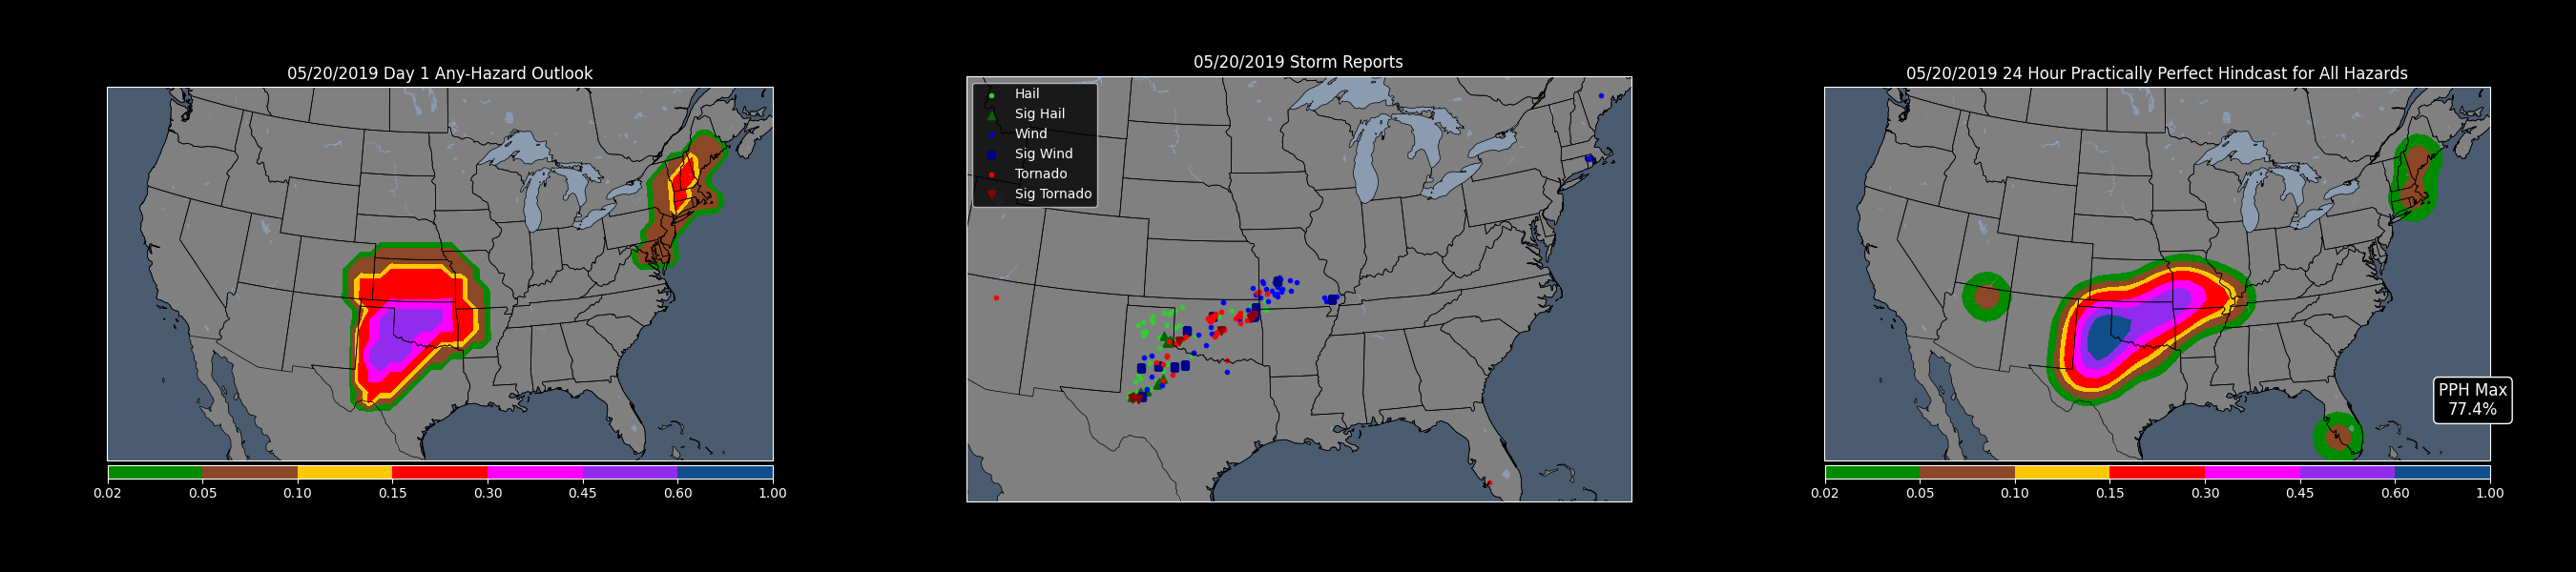 05/20/2019 Day 1 Any-Hazard Outlook
0.02 0.05 0.10 0.15 0.30 0.45 0.60 1.00
05/20/2019 Storm Reports
Hail
Sig Hail
Wind
Sig Wind
Tornado
Sig Tornado
05/20/2019 24 Hour Practically Perfect Hindcast for All Hazards
PPH Max
77.4%
0.02 0.05 0.10 0.15 0.30 0.45 0.60 1.00